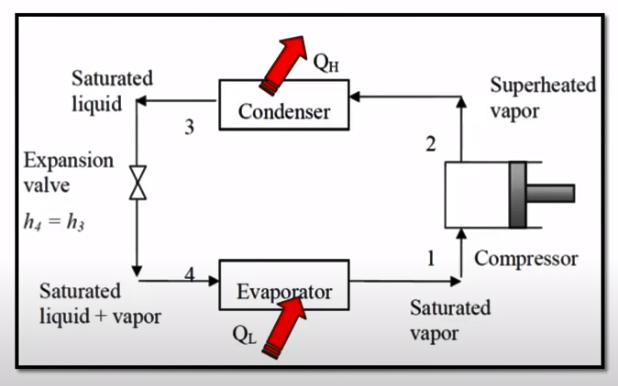 Saturated
liquid
QH
Superheated
vapor
Condenser
3
2
Expansion
valve
h4 = h3
1
Compressor
4
Evaporator
Saturated
liquid + vapor
QL
Saturated
vapor